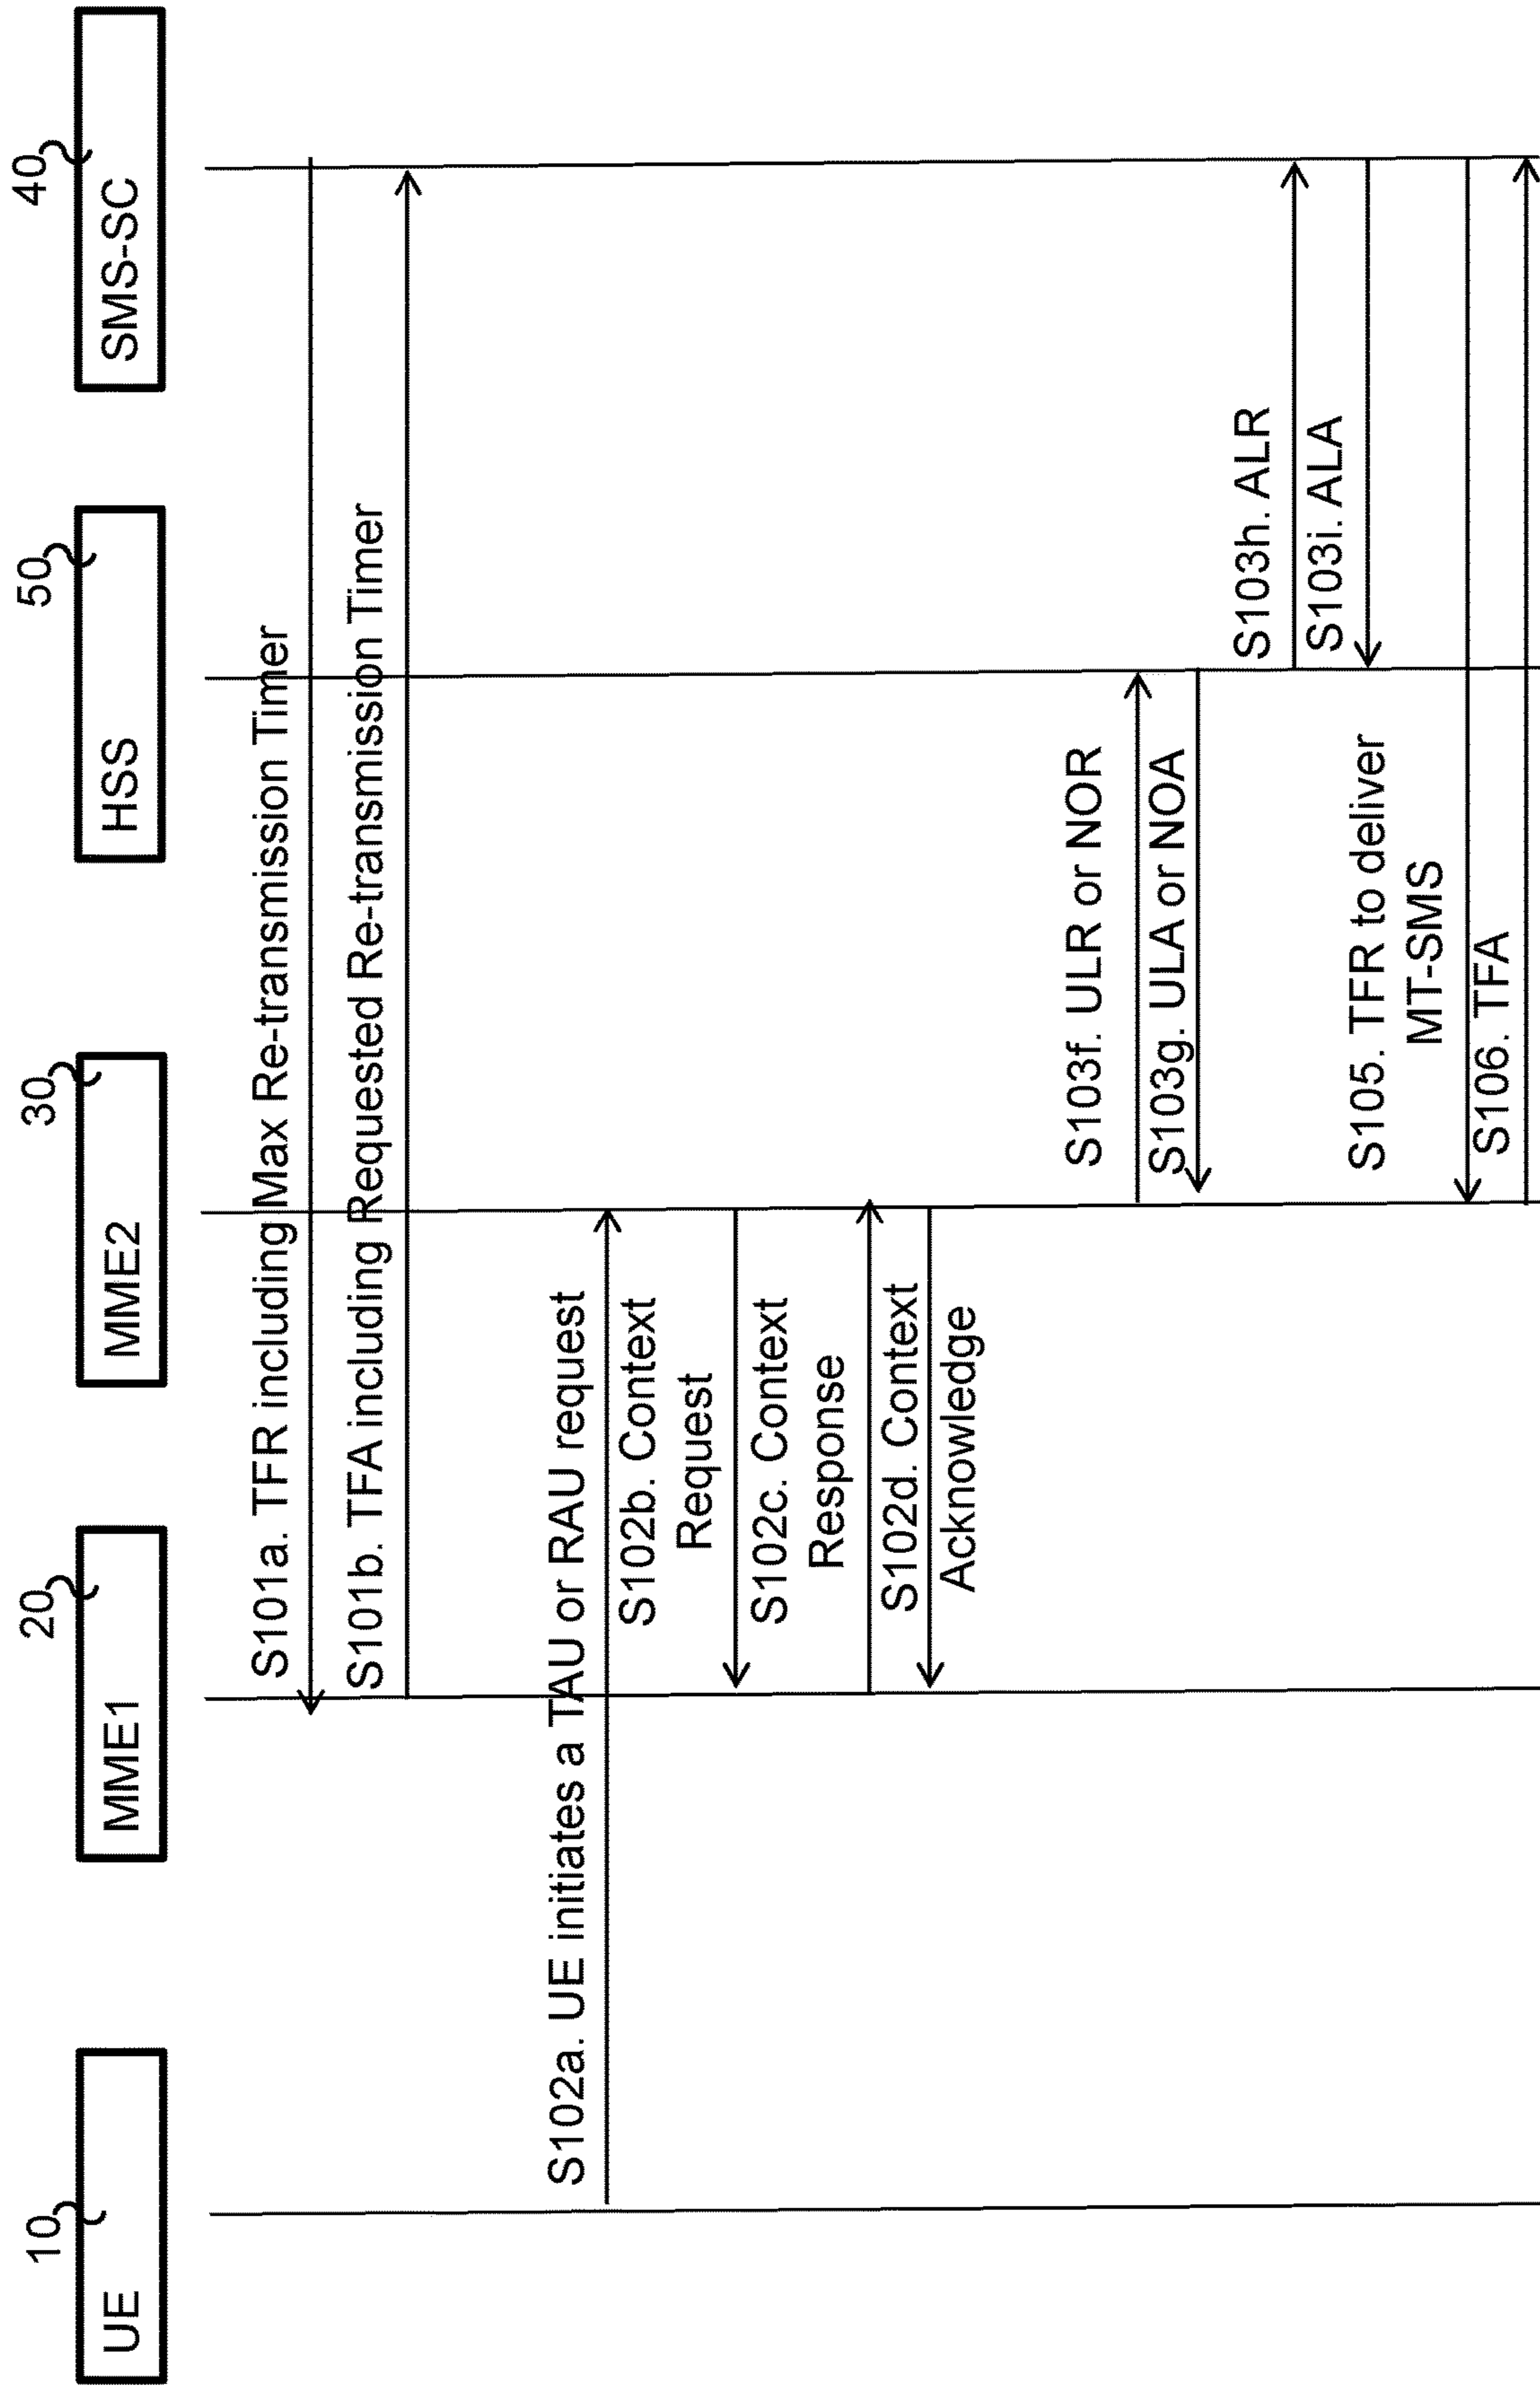 10
20
30
50
40
UE
MME1
MME2
HSS
SMS-SC
S101a. TFR including Max Re-transmission Timer
S101b. TFA including Requested Re-transmission Timer
S102a. UE initiates a TAU or RAU request
S102b. Context
Request
S102c. Context
Response
S102d. Context
Acknowledge
S103f. ULR or NOR
S103g. ULA or NOA
S103h. ALR
S103i. ALA
S105. TFR to deliver
MT-SMS
S106. TFA